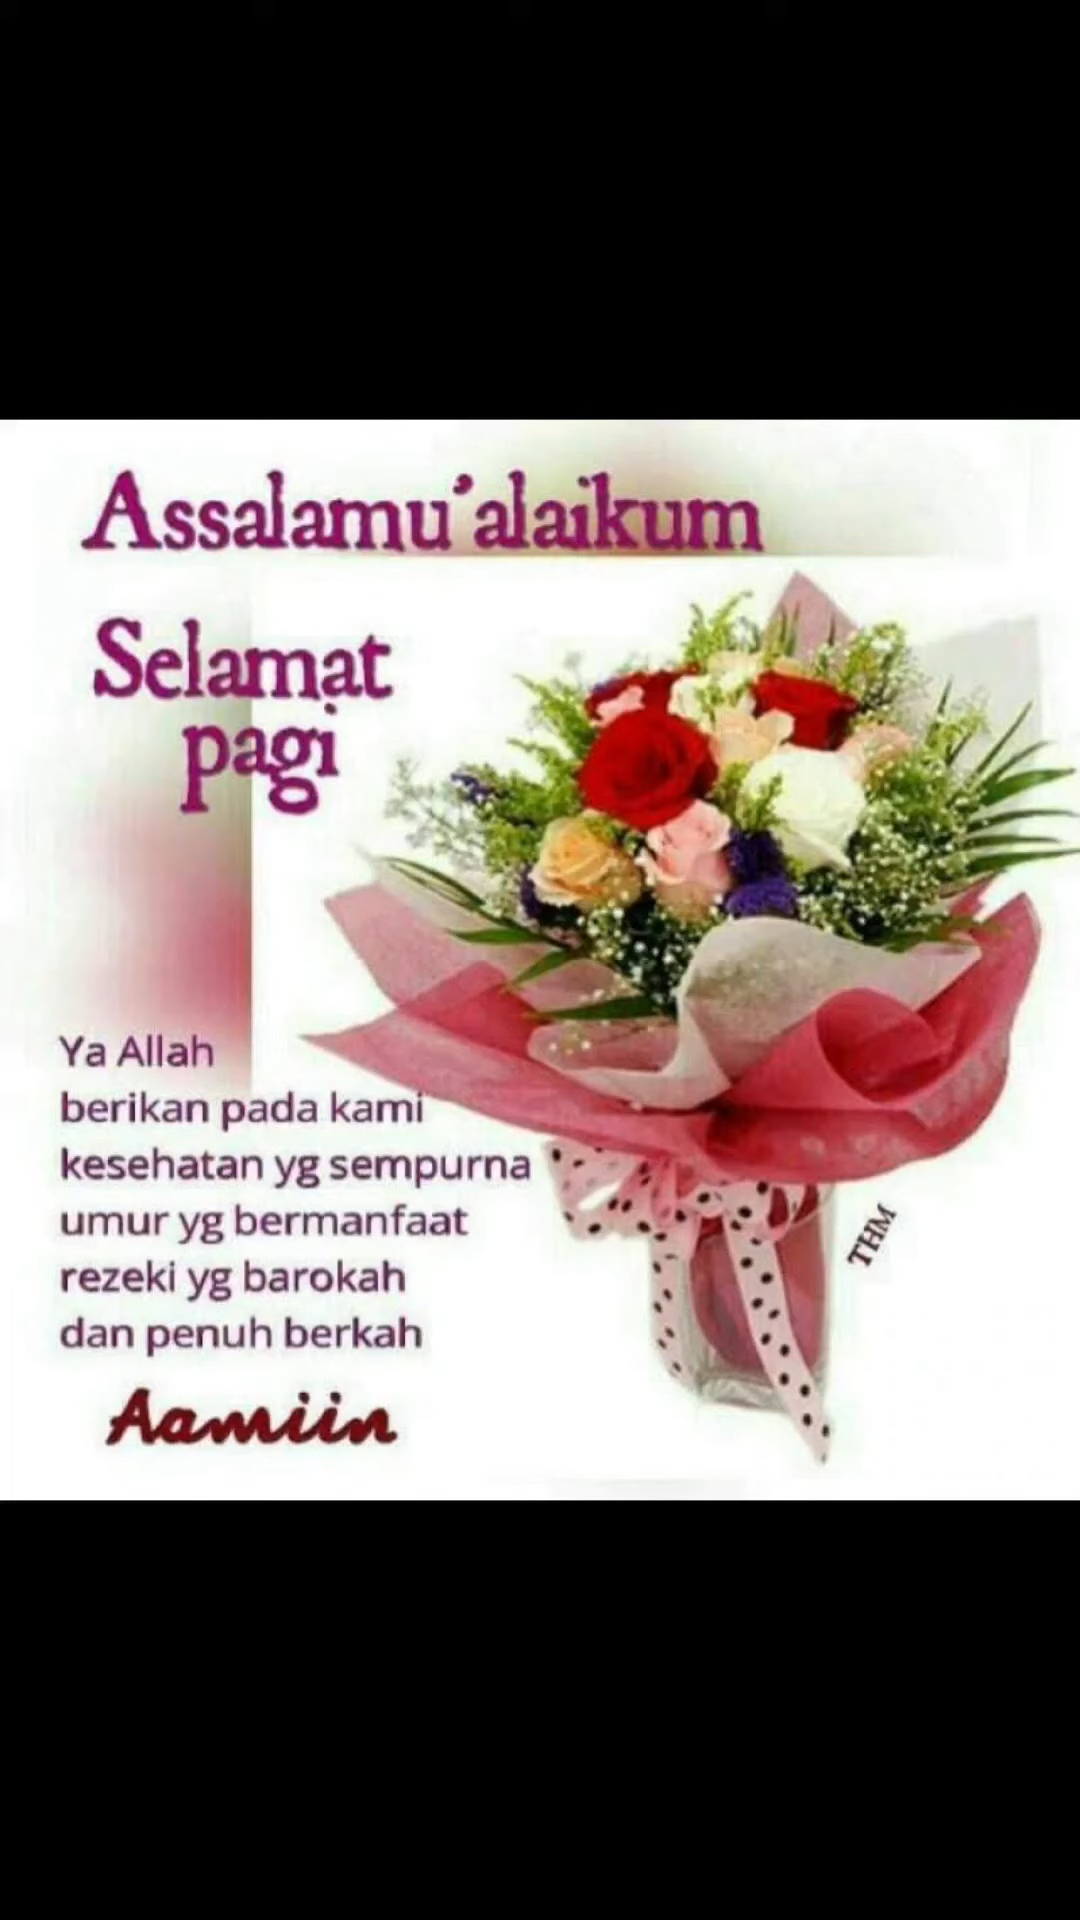 Assalamu'alaikum
Selamat
pagi
Ya Allah
berikan pada kami
kesehatan yg sempurna
umur yg bermanfaat
rezeki yg barokah
dan penuh berkah
Aamiin
THM